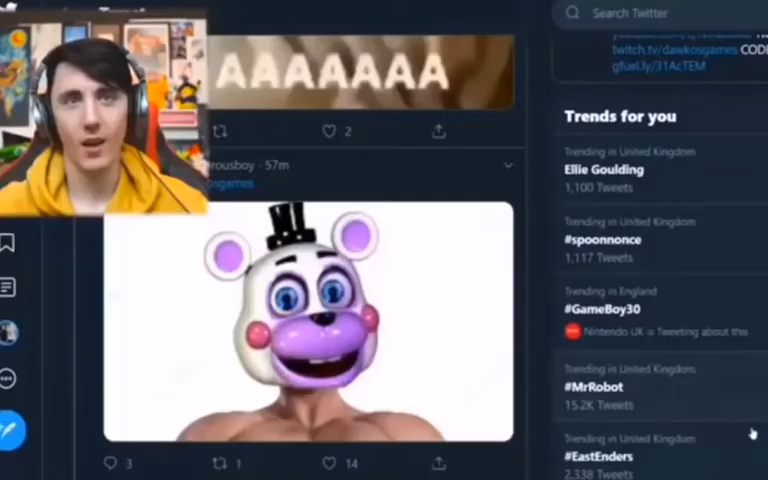 Search Twitter
AAAAAAA
2
rousboy · 57m
osgames
3
1
14
twitch.tv/dawkosgames CODE
gfuel.ly/31AcTEM
Trends for you
Trending in United Kingdom
Ellie Goulding
1,100 Tweets
Trending in United Kingdom
#spoonnonce
1,117 Tweets
Trending in England
#GameBoy30
Nintendo UK is Tweeting about this
Trending in United Kingdom
#MrRobot
15.2K Tweets
Trending in United Kingdom
#EastEnders
2,338 Tweets